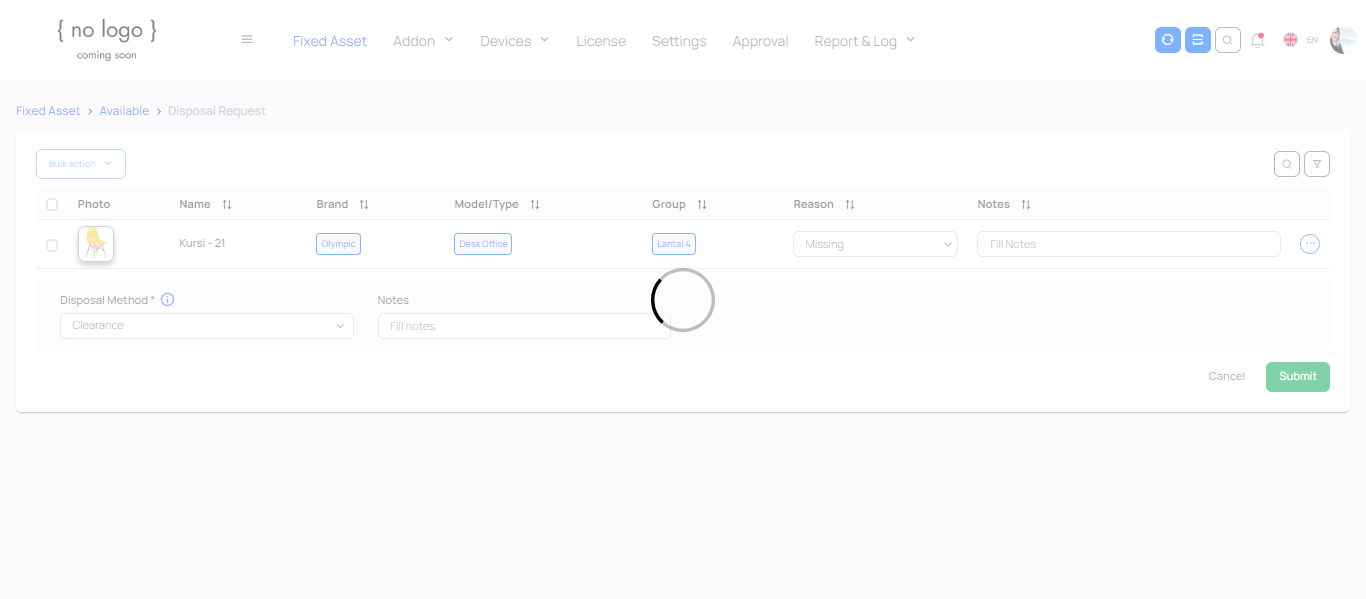 { no logo }
coming soon
Fixed Asset Addon Devices License Settings Approval Report & Log EN
Fixed Asset > Available > Disposal Request
Bulk action
Photo Name Brand Model/Type Group Reason Notes
Kursi - 21 Olympic Desk Office Lantai 4 Missing Fill Notes
Disposal Method * Notes
Clearance Fill notes
Cancel Submit